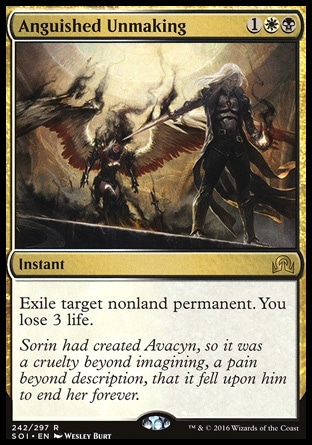 Anguished Unmaking 1
Instant
Exile target nonland permanent. You
lose 3 life.
Sorin had created Avacyn, so it was
a cruelty beyond imagining, a pain
beyond description, that it fell upon him
to end her forever.
242/297 R
SOI • EN Wesley Burt
™ & © 2016 Wizards of the Coast